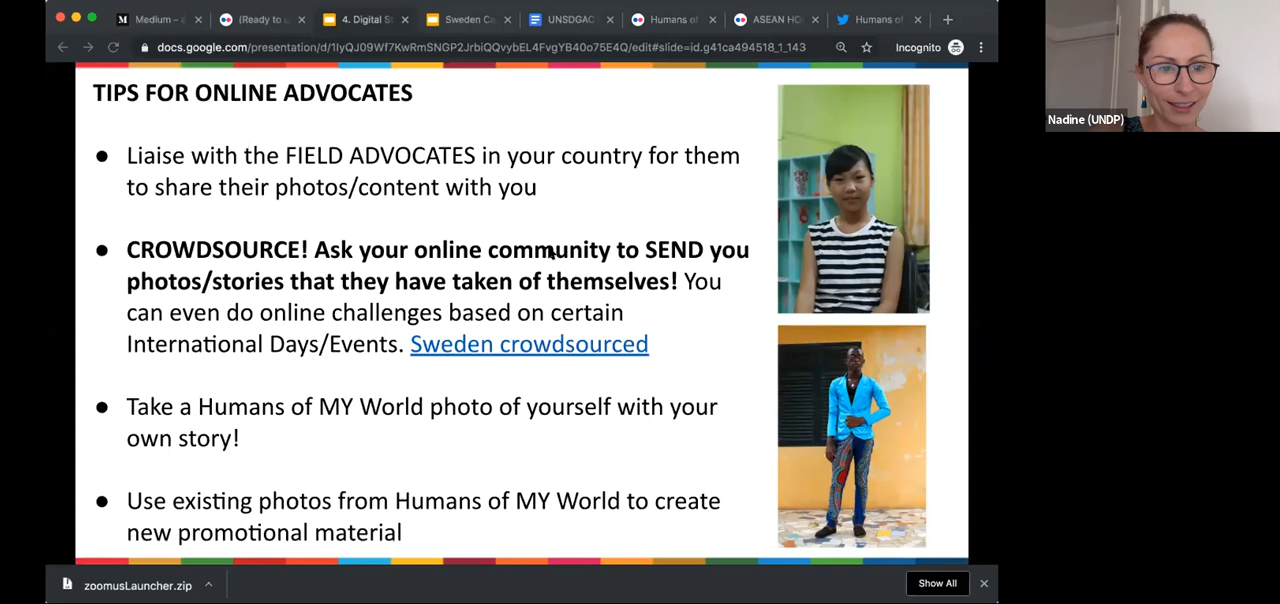 Medium – a
(Ready to u
4. Digital S
Sweden Ca
UNSDGAC
Humans of
ASEAN HO
Humans of
docs.google.com/presentation/d/1IyQJ09Wf7KwRmSNGP2JrbiQQvybEL4FvgYB40o75E4Q/edit#slide=id.g41ca494518_1_143
Incognito
TIPS FOR ONLINE ADVOCATES
● Liaise with the FIELD ADVOCATES in your country for them
to share their photos/content with you
● CROWDSOURCE! Ask your online community to SEND you
photos/stories that they have taken of themselves! You
can even do online challenges based on certain
International Days/Events. Sweden crowdsourced
● Take a Humans of MY World photo of yourself with your
own story!
● Use existing photos from Humans of MY World to create
new promotional material
Nadine (UNDP)
zoomusLauncher.zip
Show All